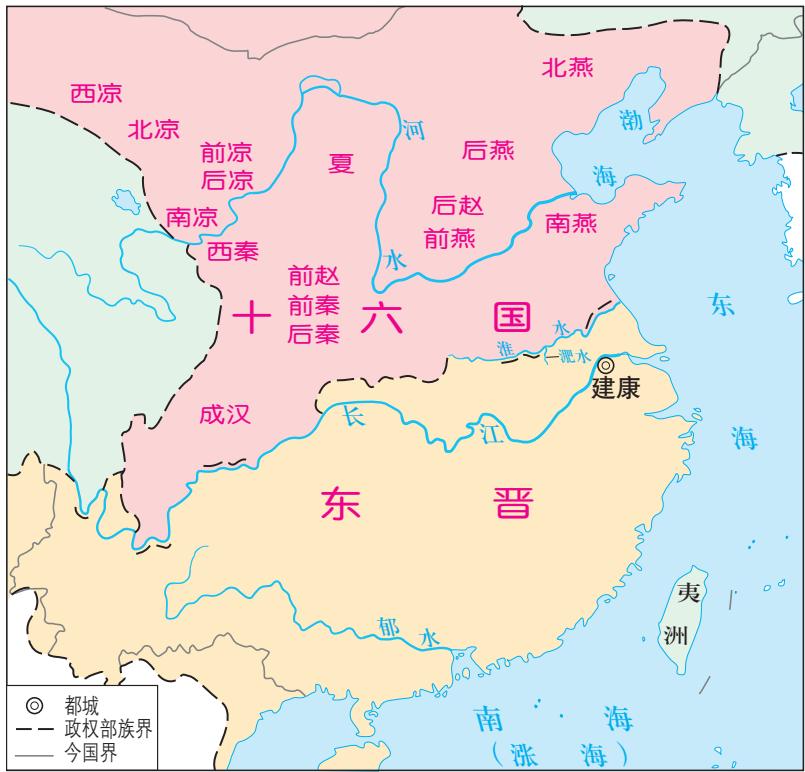 北燕
西凉
渤
北凉
河
前凉
后燕
夏
后凉
海
后赵
南凉
南燕
前燕
西秦
水
前赵
东
前秦
十六国
后秦
淮水
淝水
建康
成汉
长
江
海
东晋
夷
洲
郁水
南海
(涨海)
都城
政权部族界
今国界